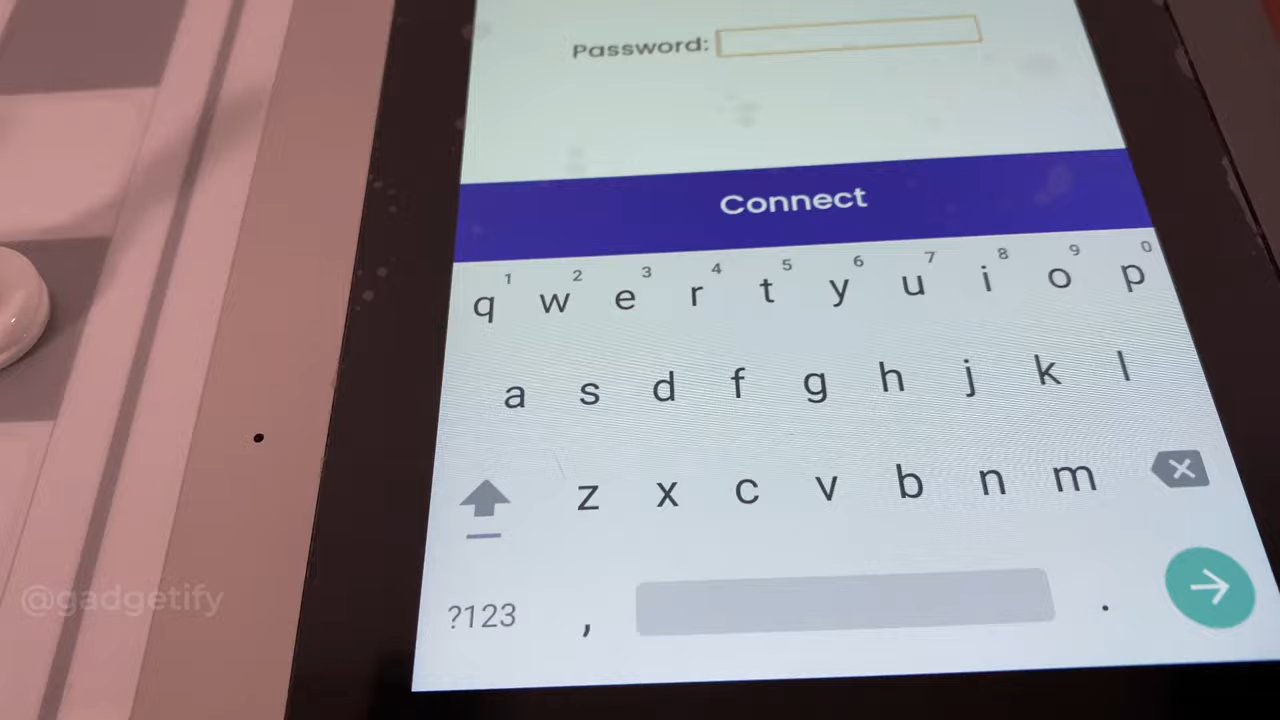 Password:
Connect
1 2 3 4 5 6 7 8 9 0
q w e r t y u i o p
a s d f g h j k l
z x c v b n m
?123 , .
@gadgetify